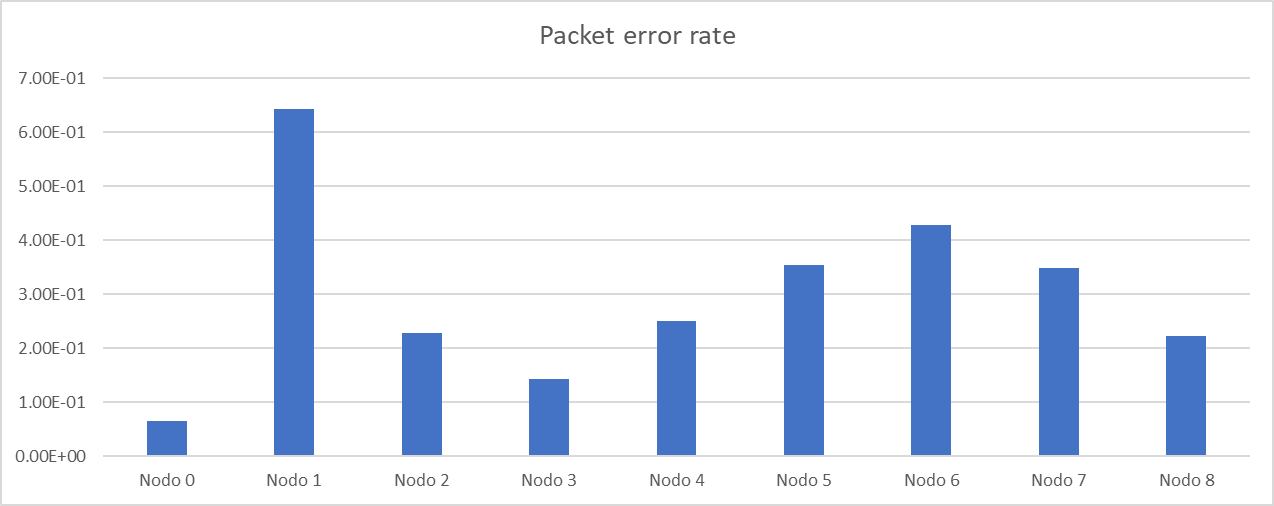 Packet error rate
7.00E-01
6.00E-01
5.00E-01
4.00E-01
3.00E-01
2.00E-01
1.00E-01
0.00E+00
Nodo 0 Nodo 1 Nodo 2 Nodo 3 Nodo 4 Nodo 5 Nodo 6 Nodo 7 Nodo 8